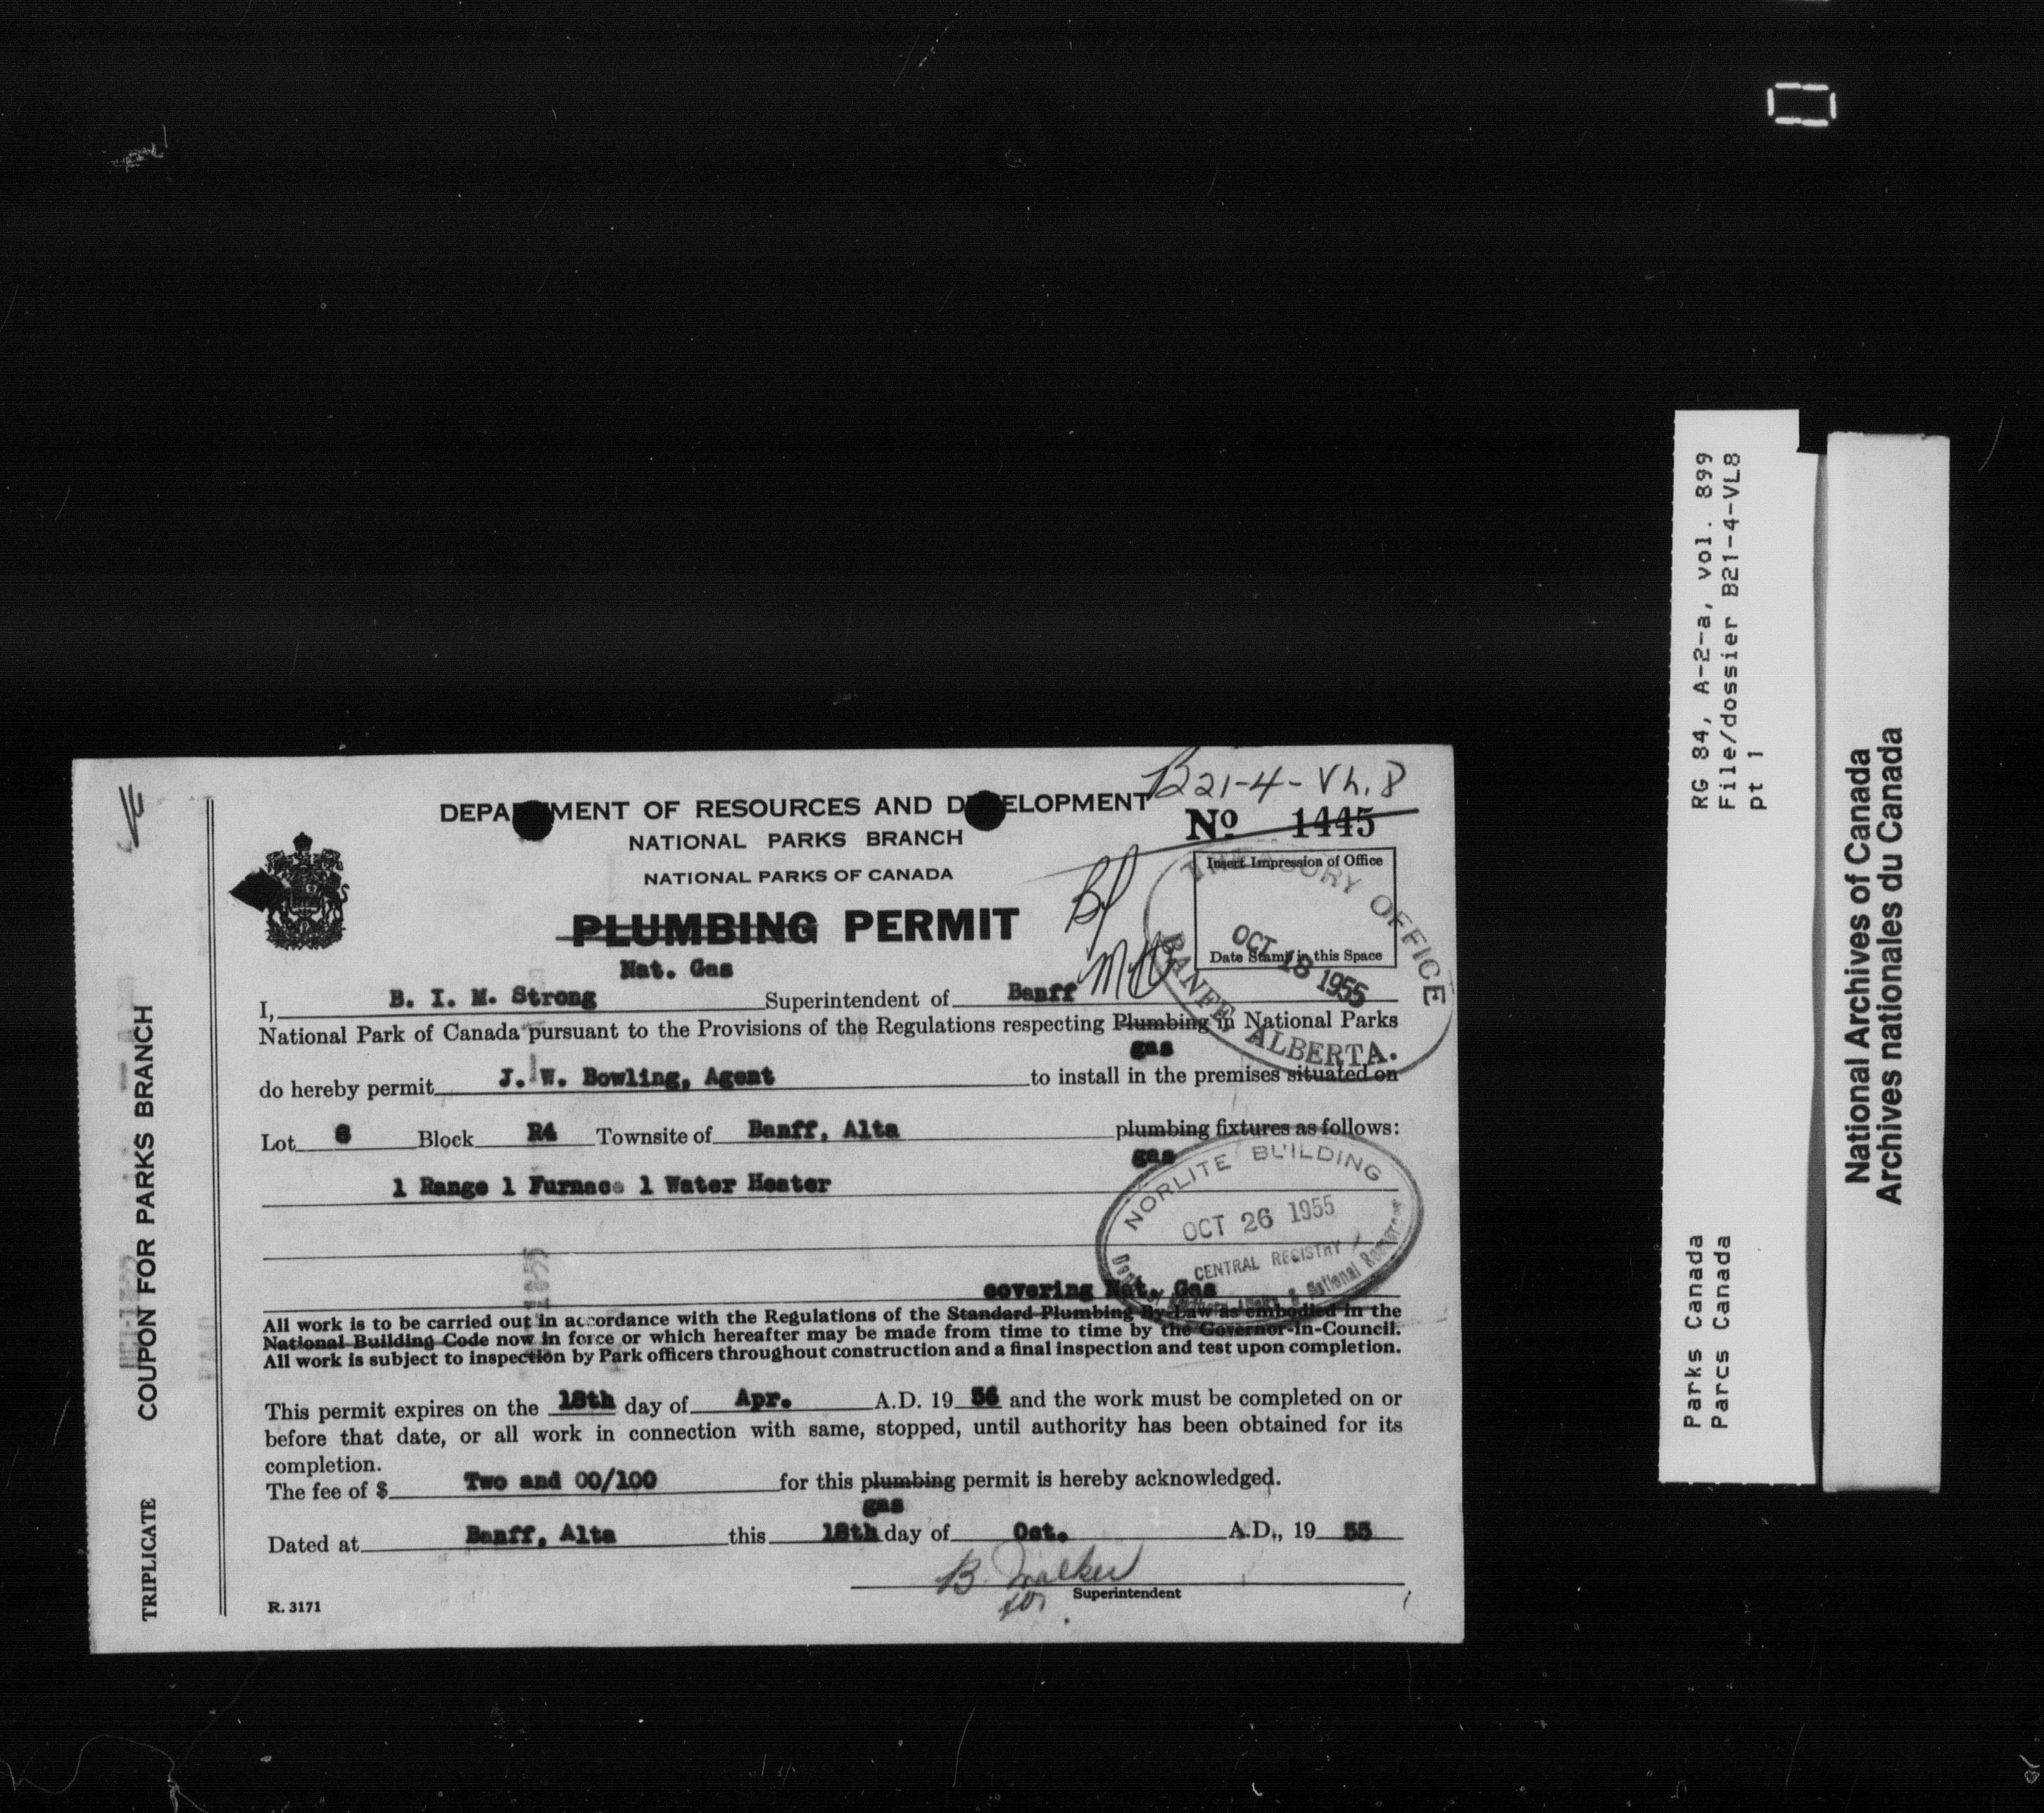 B21-4-VL.8
DEPARTMENT OF RESOURCES AND DEVELOPMENT
No 1445
NATIONAL PARKS BRANCH
NATIONAL PARKS OF CANADA
Insert Impression of Office
Date Stamp in this Space
TREASURY OFFICE
OCT 18 1955
BANFF, ALBERTA.
PLUMBING PERMIT
Nat. Gas
I, B. I. M. Strong Superintendent of Banff
National Park of Canada pursuant to the Provisions of the Regulations respecting Plumbing in National Parks
gas
do hereby permit J. W. Bowling, Agent to install in the premises situated on
Lot 8 Block R4 Townsite of Banff, Alta plumbing fixtures as follows:
gas
1 Range 1 Furnace 1 Water Heater
NORLITE BUILDING
OCT 26 1955
CENTRAL REGISTRY
National Resources
covering Nat. Gas
All work is to be carried out in accordance with the Regulations of the Standard Plumbing By-Law as embodied in the
National Building Code now in force or which hereafter may be made from time to time by the Governor-in-Council.
All work is subject to inspection by Park officers throughout construction and a final inspection and test upon completion.
This permit expires on the 18th day of Apr. A.D. 19 56 and the work must be completed on or
before that date, or all work in connection with same, stopped, until authority has been obtained for its
completion.
The fee of $ Two and 00/100 for this plumbing permit is hereby acknowledged.
gas
Dated at Banff, Alta this 18th day of Oct. A.D., 19 55
B. Walker
for Superintendent
R. 3171
TRIPLICATE COUPON FOR PARKS BRANCH
RG 84, A-2-a, vol. 899
File/dossier B21-4-VL8
pt 1
Parks Canada
Parcs Canada
National Archives of Canada
Archives nationales du Canada